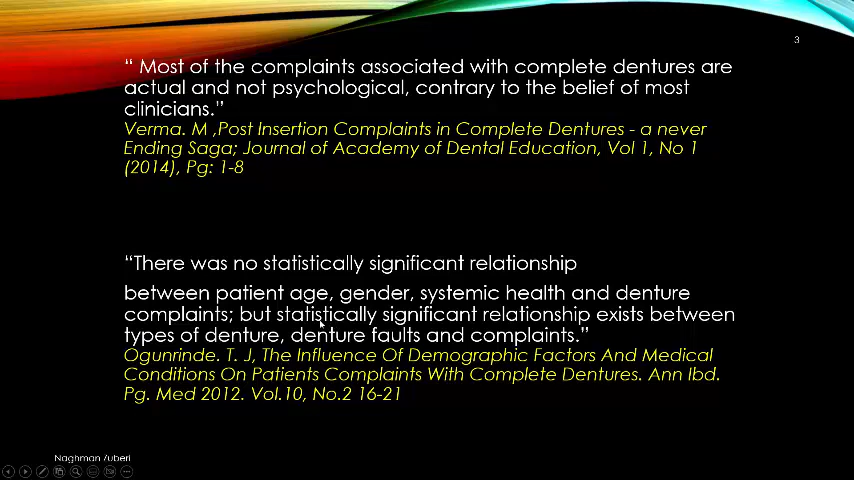 3
“ Most of the complaints associated with complete dentures are
actual and not psychological, contrary to the belief of most
clinicians.”
Verma. M ,Post Insertion Complaints in Complete Dentures - a never
Ending Saga; Journal of Academy of Dental Education, Vol 1, No 1
(2014), Pg: 1-8
“There was no statistically significant relationship
between patient age, gender, systemic health and denture
complaints; but statistically significant relationship exists between
types of denture, denture faults and complaints.”
Ogunrinde. T. J, The Influence Of Demographic Factors And Medical
Conditions On Patients Complaints With Complete Dentures. Ann Ibd.
Pg. Med 2012. Vol.10, No.2 16-21
Naghman Zuberi